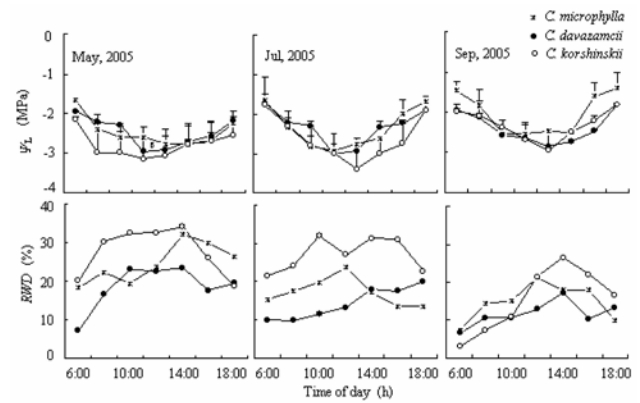 C. microphylla
C. davazamcii
C. korshinskii
May, 2005
Jul, 2005
Sep, 2005
0
-1
-2
-3
-4
ΨL (MPa)
40
30
20
10
0
RWD (%)
6:00 10:00 14:00 18:00 6:00 10:00 14:00 18:00 6:00 10:00 14:00 18:00
Time of day (h)